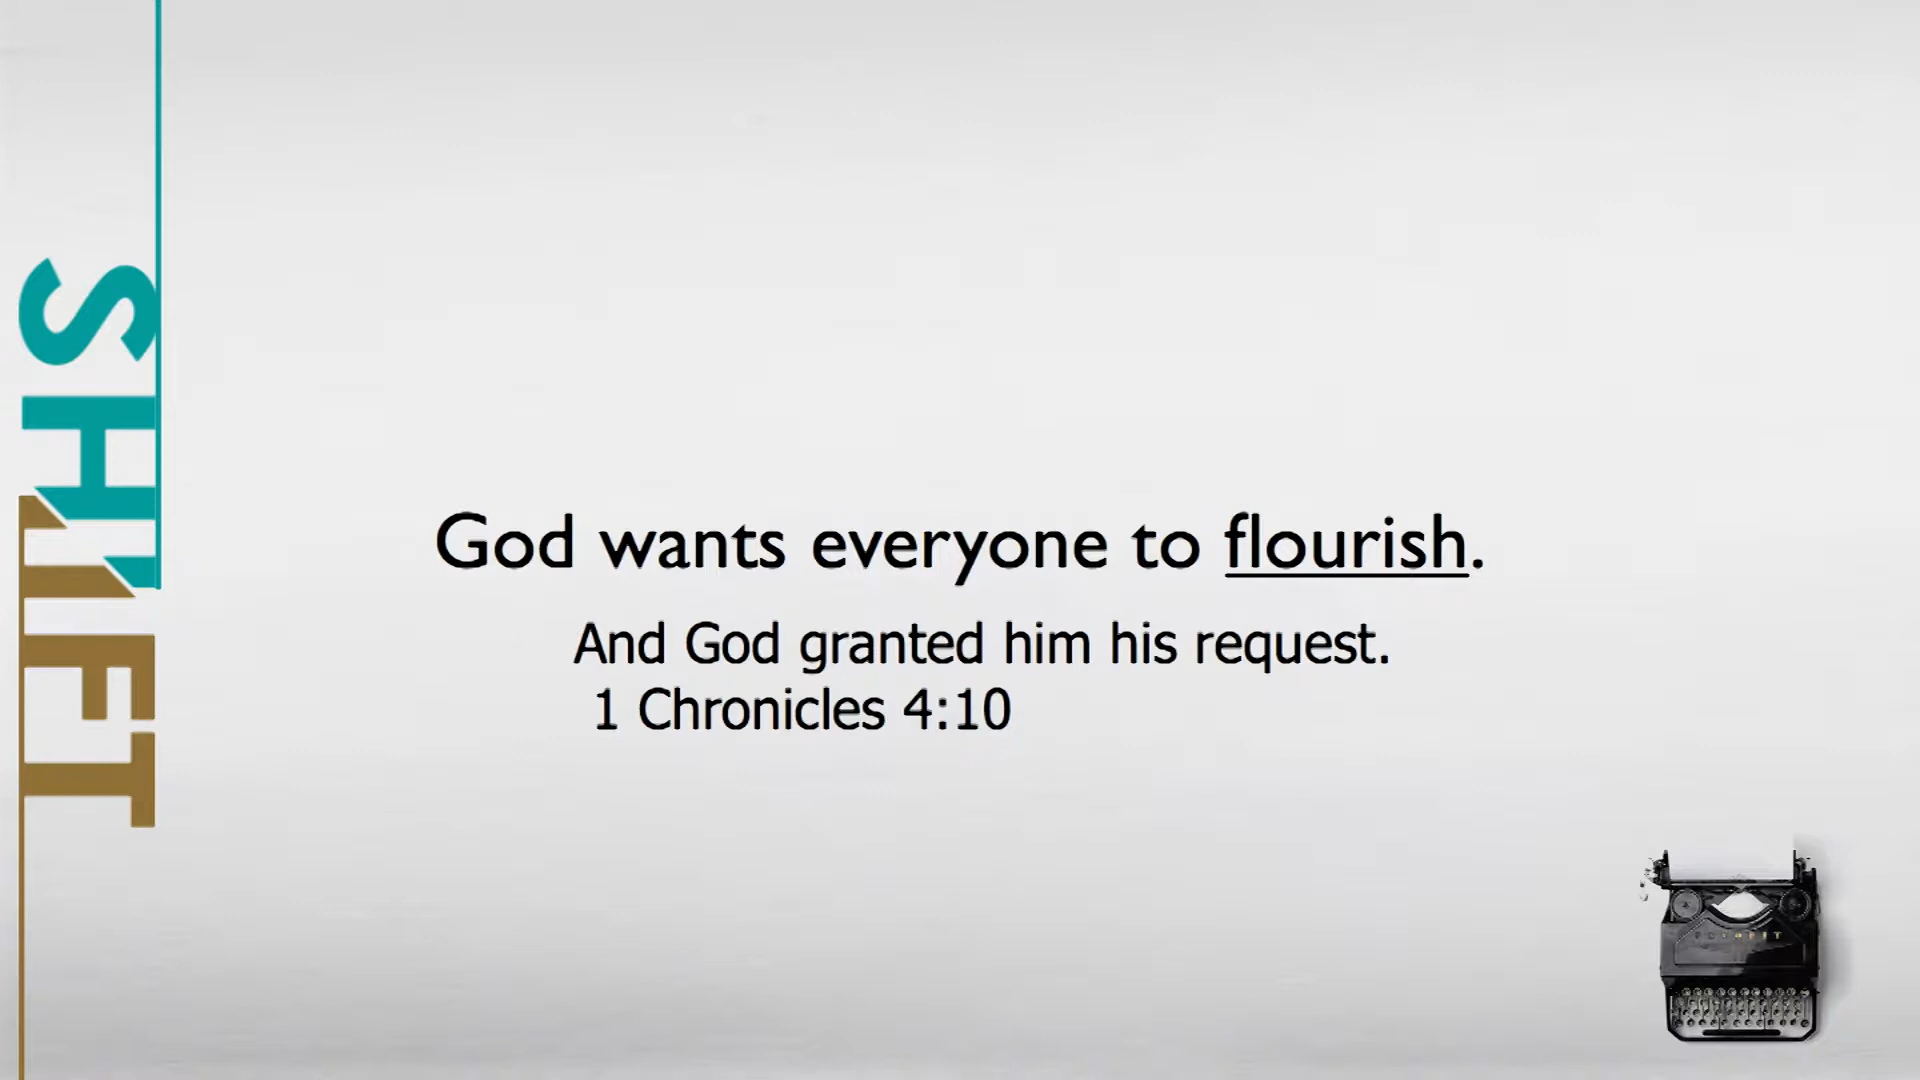 SHIFT
God wants everyone to flourish.
And God granted him his request.
1 Chronicles 4:10